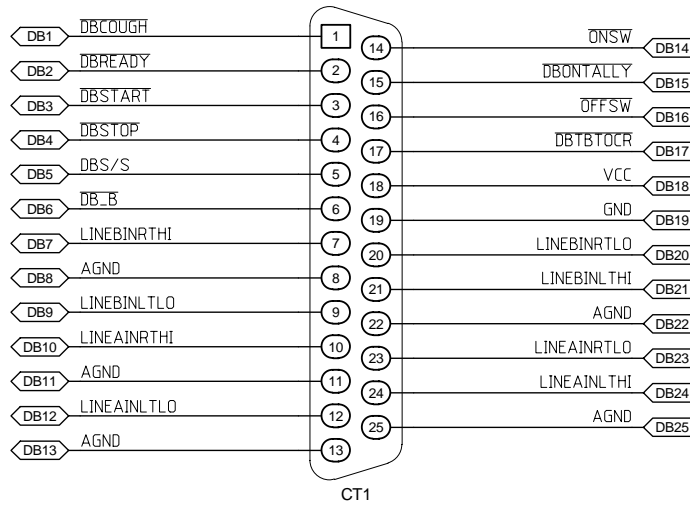 DB1 DBCOUGH 1
14 ONSW DB14
DB2 DBREADY 2
15 DBONTALLY DB15
DB3 DBSTART 3
16 OFFSW DB16
DB4 DBSTOP 4
17 DBTBTOCR DB17
DB5 DBS/S 5
18 VCC DB18
DB6 DB_B 6
19 GND DB19
DB7 LINEBINRTHI 7
20 LINEBINRTLO DB20
DB8 AGND 8
21 LINEBINLTHI DB21
DB9 LINEBINLTLO 9
22 AGND DB22
DB10 LINEAINRTHI 10
23 LINEAINRTLO DB23
DB11 AGND 11
24 LINEAINLTHI DB24
DB12 LINEAINLTLO 12
25 AGND DB25
DB13 AGND 13
CT1